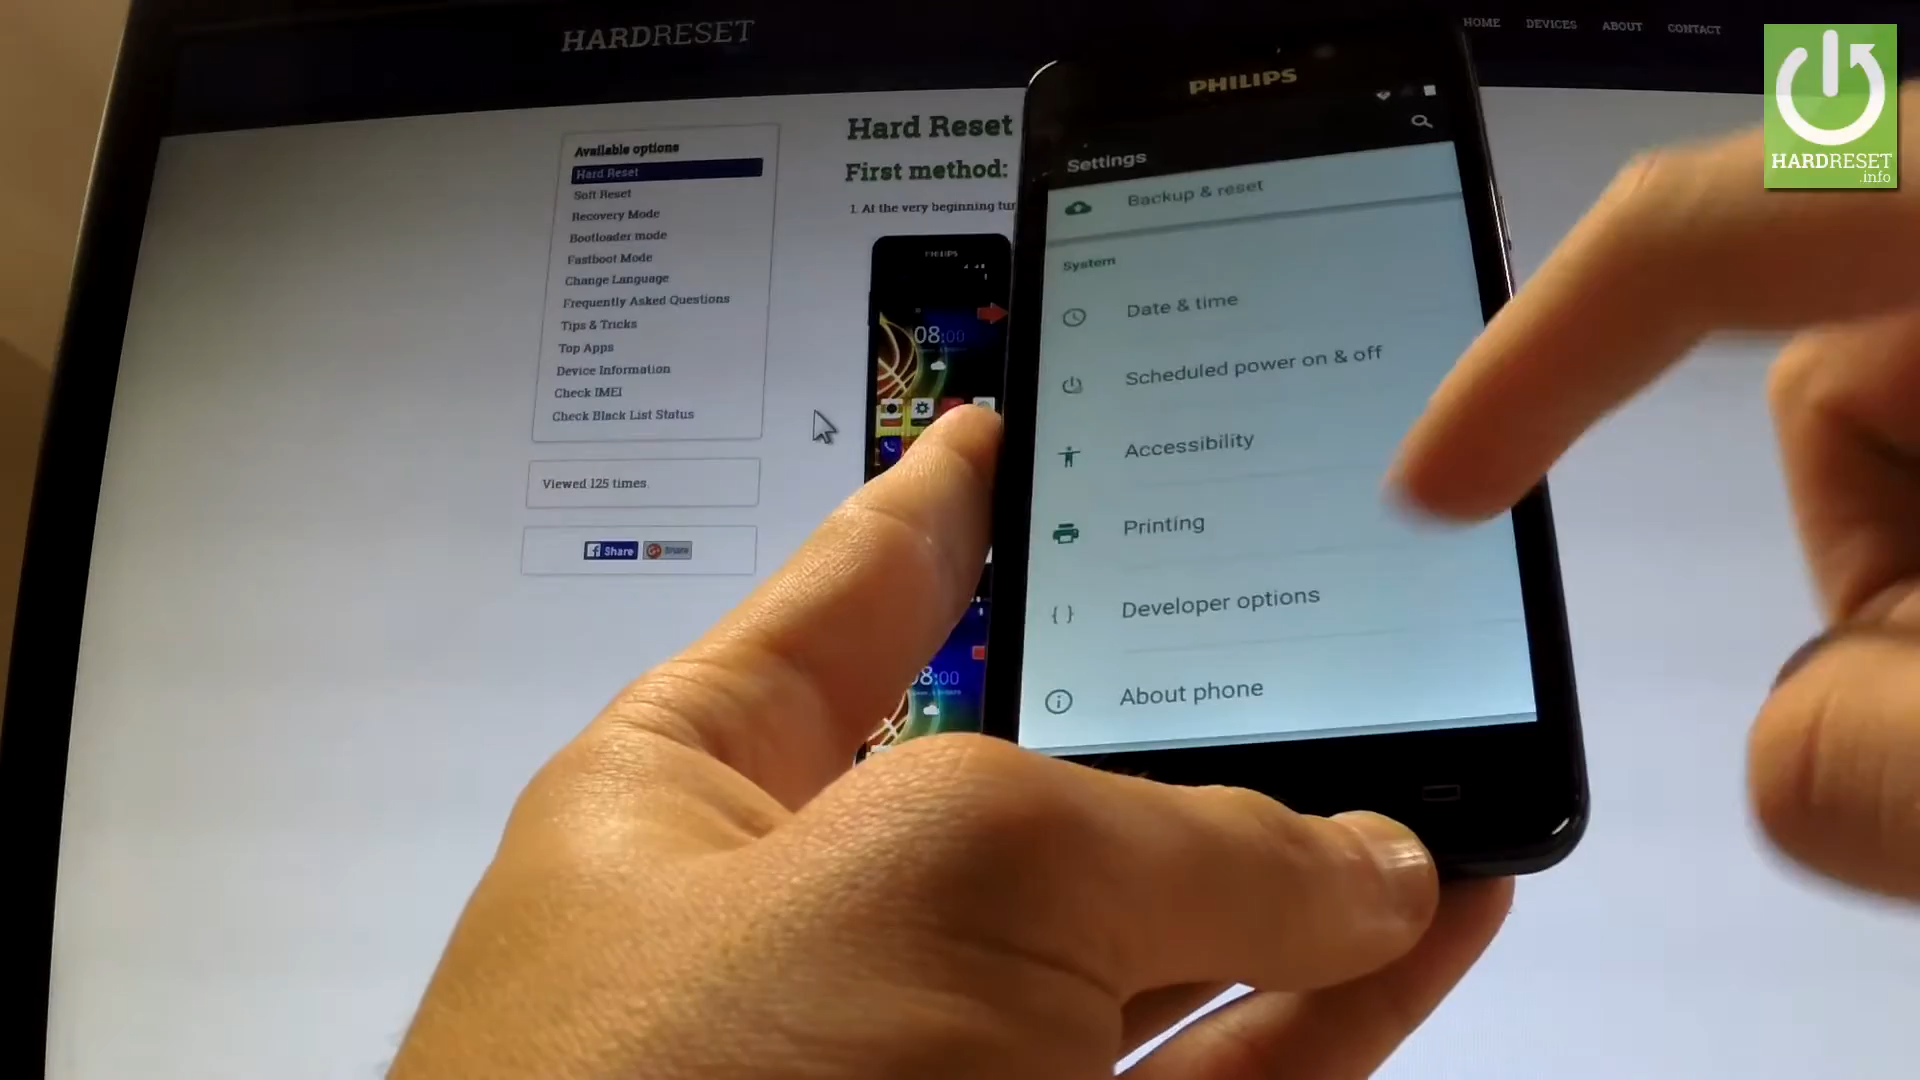 HARDRESET
HOME DEVICES ABOUT CONTACT
HARDRESET
.info
Available options
Hard Reset
Soft Reset
Recovery Mode
Bootloader mode
Fastboot Mode
Change Language
Frequently Asked Questions
Tips & Tricks
Top Apps
Device Information
Check IMEI
Check Black List Status
Viewed 125 times.
Share
Share
Hard Reset
First method:
1. At the very beginning tur
PHILIPS
08:00
08:00
PHILIPS
Settings
Backup & reset
System
Date & time
Scheduled power on & off
Accessibility
Printing
Developer options
About phone